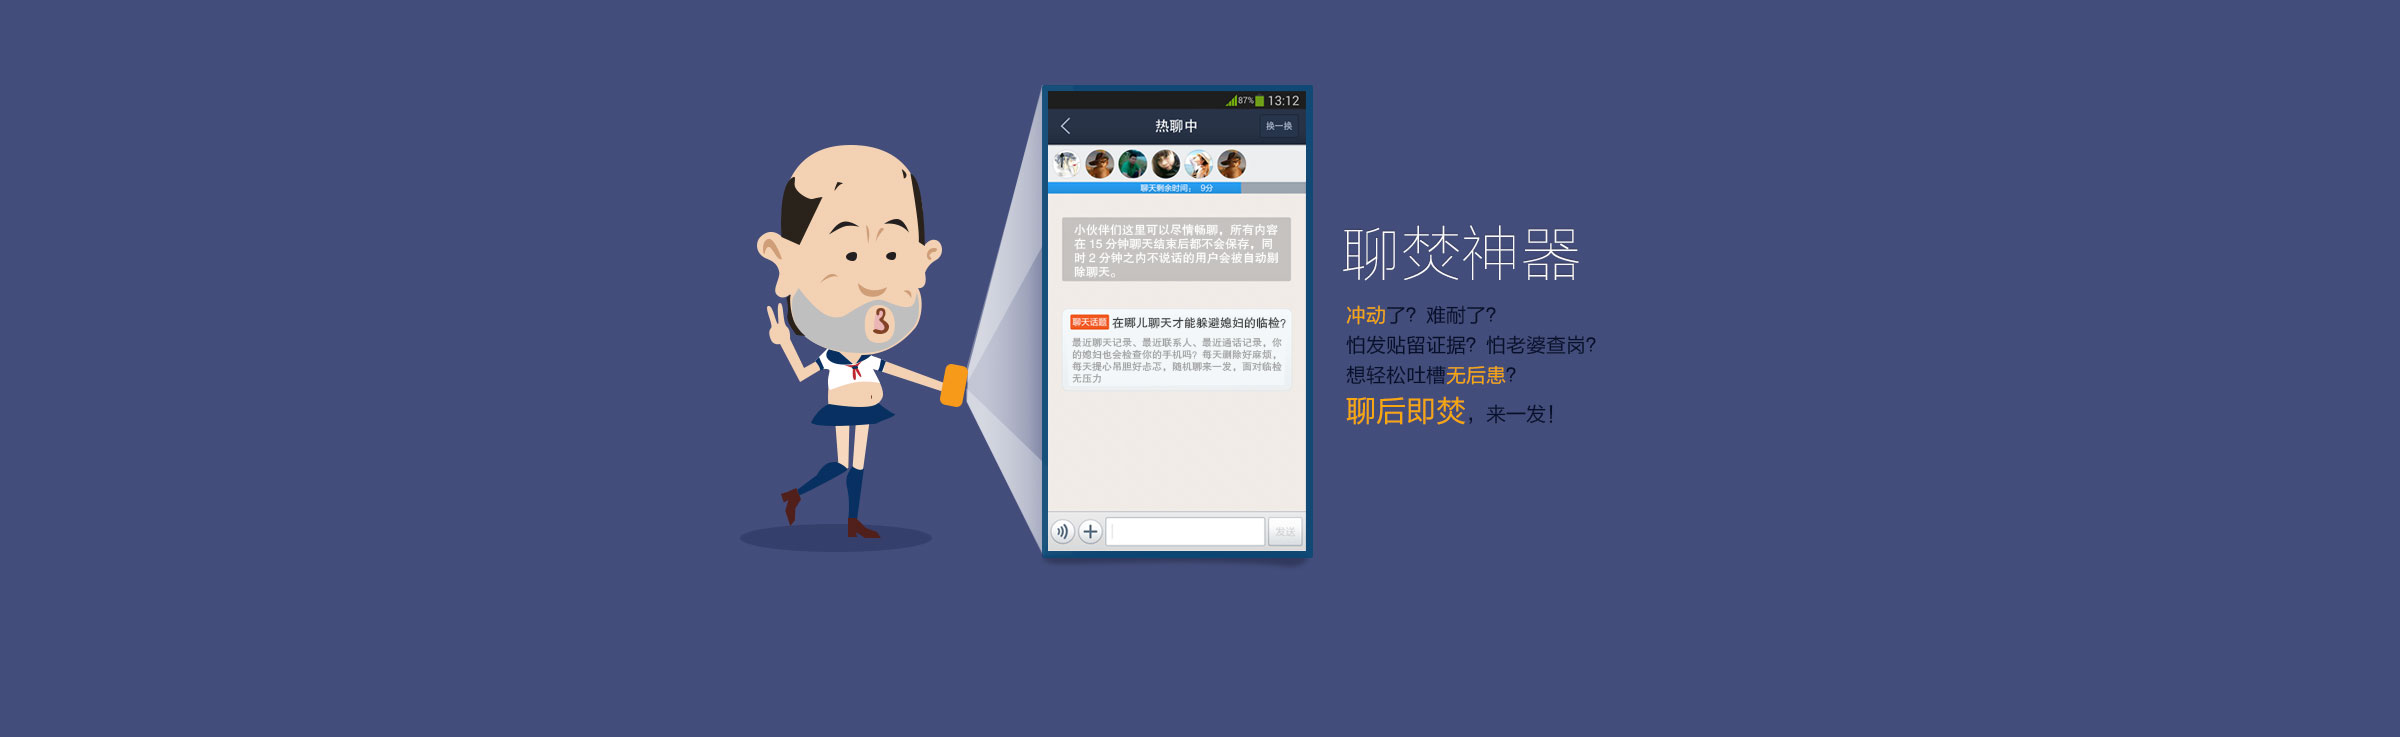 87% 13:12
热聊中
换一换
聊天剩余时间： 9分
小伙伴们这里可以尽情畅聊，所有内容
在 15 分钟聊天结束后都不会保存，同
时 2 分钟之内不说话的用户会被自动剔
除聊天。
聊天话题 在哪儿聊天才能躲避媳妇的临检?
最近聊天记录、最近联系人、最近通话记录，你
的媳妇也会检查你的手机吗？每天删除好麻烦，
每天提心吊胆好忐忑，随机聊来一发，面对临检
无压力
发送
聊焚神器
冲动了？难耐了？
怕发贴留证据？怕老婆查岗？
想轻松吐槽无后患？
聊后即焚，来一发！